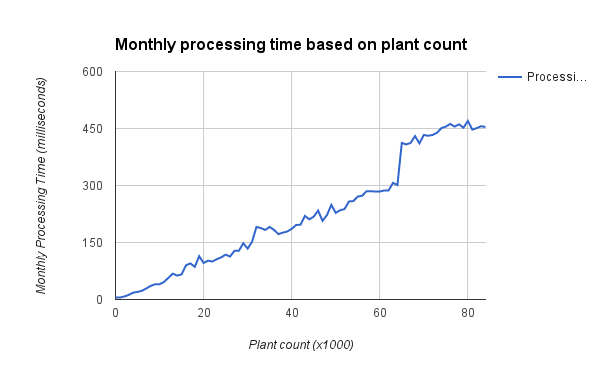 Monthly processing time based on plant count
Processi...
Monthly Processing Time (milliseconds)
600
450
300
150
0
0 20 40 60 80
Plant count (x1000)